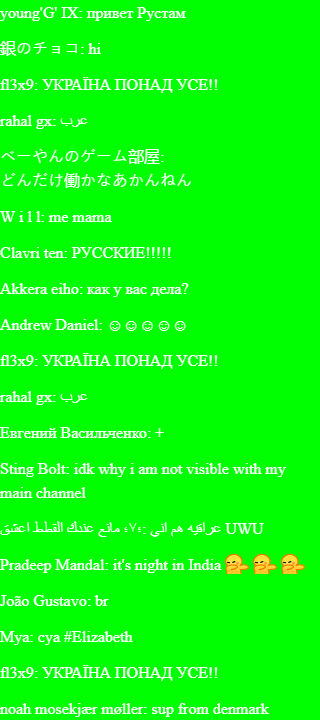 young'G' IX: привет Рустам
銀のチョコ: hi
fl3x9: УКРАЇНА ПОНАД УСЕ!!
rahal gx: عرب
べーやんのゲーム部屋:
どんだけ働かなあかんねん
W i l l: me mama
Clavri ten: РУССКИЕ!!!!!
Akkera eiho: как у вас дела?
Andrew Daniel: ☺☺☺☺☺
fl3x9: УКРАЇНА ПОНАД УСЕ!!
rahal gx: عرب
Евгений Васильченко: +
Sting Bolt: idk why i am not visible with my
main channel
عراقيه هم اني :؛٧؛ مانع عندك القطط اعشق UWU
Pradeep Mandal: it's night in India 🤧 🤧 🤧
João Gustavo: br
Mya: cya #Elizabeth
fl3x9: УКРАЇНА ПОНАД УСЕ!!
noah mosekjær møller: sup from denmark